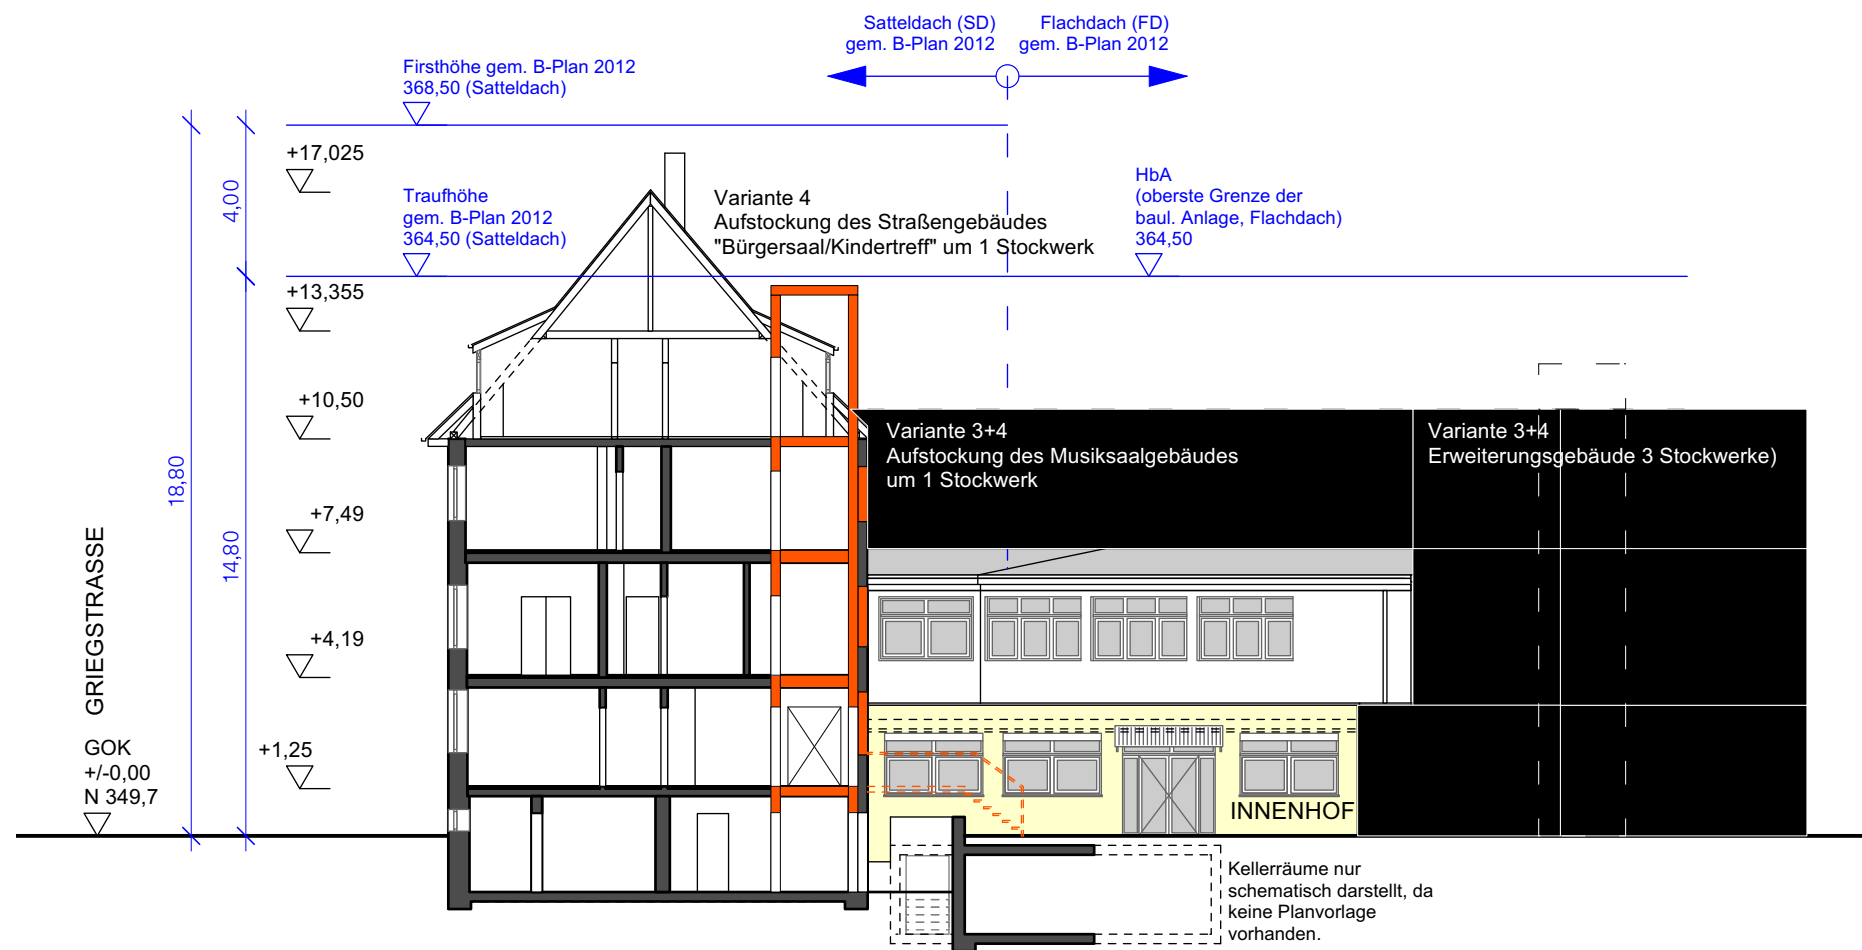 Satteldach (SD)
gem. B-Plan 2012
Flachdach (FD)
gem. B-Plan 2012
Firsthöhe gem. B-Plan 2012
368,50 (Satteldach)
+17,025
4,00
Traufhöhe
gem. B-Plan 2012
364,50 (Satteldach)
Variante 4
Aufstockung des Straßengebäudes
"Bürgersaal/Kindertreff" um 1 Stockwerk
HbA
(oberste Grenze der
baul. Anlage, Flachdach)
364,50
+13,355
+10,50
Variante 3+4
Aufstockung des Musiksaalgebäudes
um 1 Stockwerk
Variante 3+4
Erweiterungsgebäude 3 Stockwerke)
18,80
+7,49
14,80
+4,19
GRIEGSTRASSE
GOK
+/-0,00
N 349,7
+1,25
INNENHOF
Kellerräume nur
schematisch darstellt, da
keine Planvorlage
vorhanden.